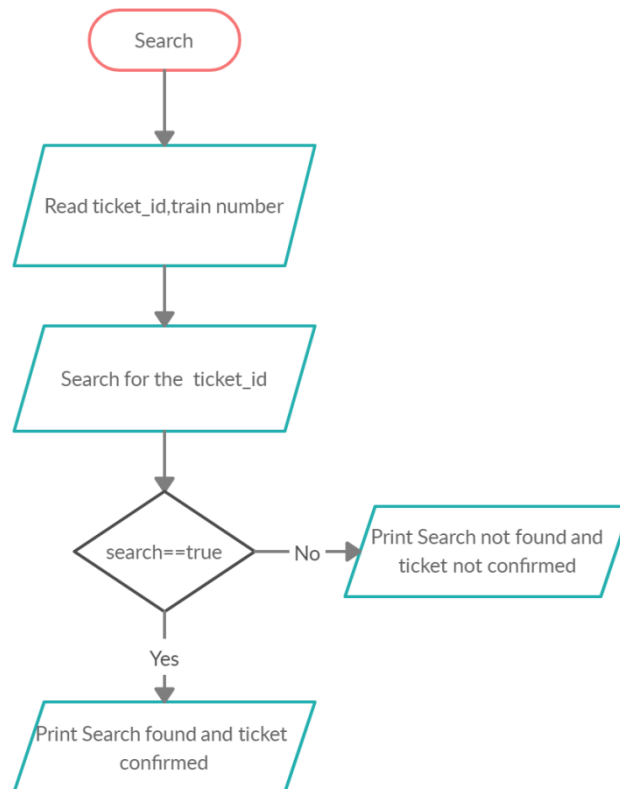 Search
Read ticket_id,train number
Search for the  ticket_id
search==true
No
Print Search not found and
ticket not confirmed
Yes
Print Search found and ticket
confirmed